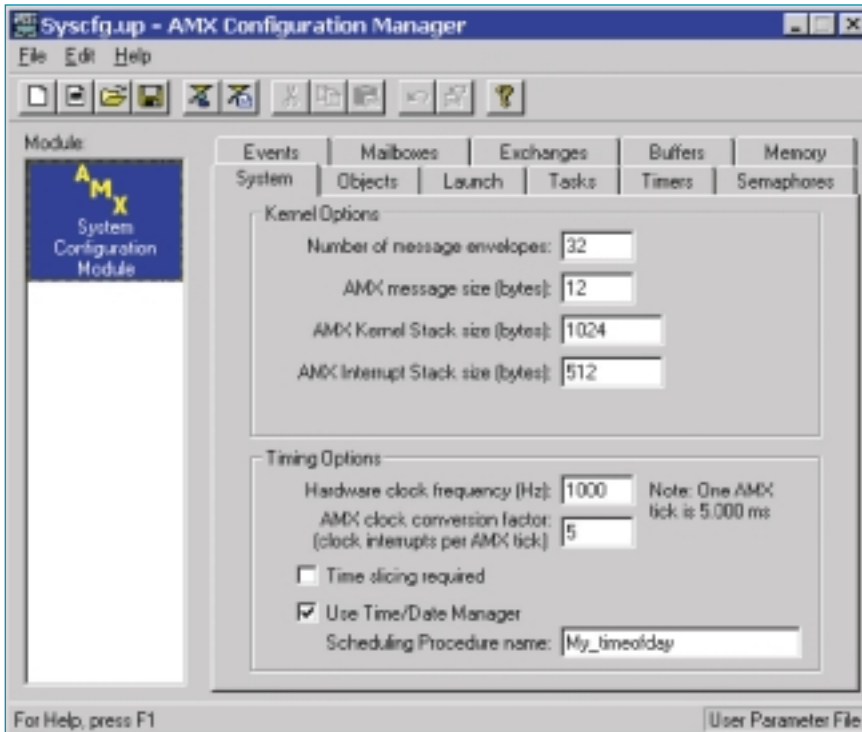 Syscfg.up - AMX Configuration Manager
File Edit Help
Module:
AMX
System
Configuration
Module
Events Mailboxes Exchanges Buffers Memory
System Objects Launch Tasks Timers Semaphores
Kernel Options
Number of message envelopes: 32
AMX message size (bytes): 12
AMX Kernel Stack size (bytes): 1024
AMX Interrupt Stack size (bytes): 512
Timing Options
Hardware clock frequency (Hz): 1000
Note: One AMX
tick is 5.000 ms
AMX clock conversion factor:
(clock interrupts per AMX tick) 5
Time slicing required
Use Time/Date Manager
Scheduling Procedure name: My_timeofday
For Help, press F1
User Parameter File